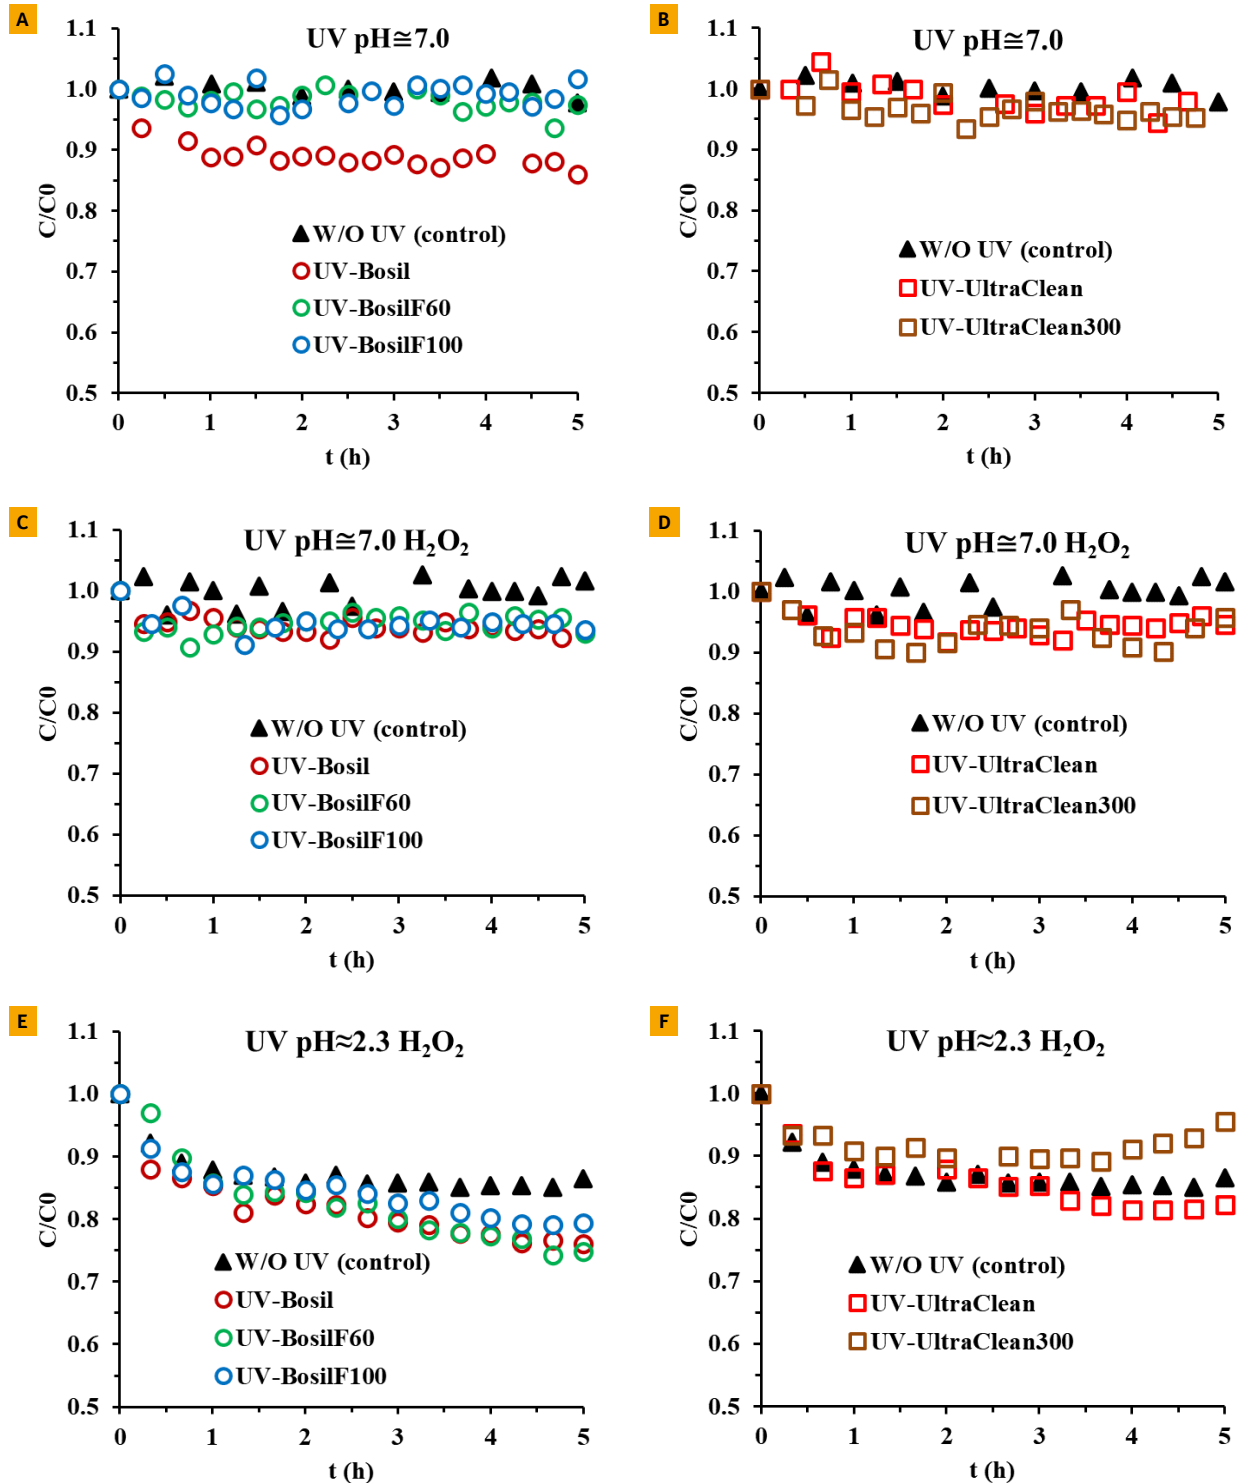 A
UV pH≅7.0
1.1
1.0
0.9
0.8
0.7
0.6
0.5
C/C0
W/O UV (control)
UV-Bosil
UV-BosilF60
UV-BosilF100
0 1 2 3 4 5
t (h)
B
UV pH≅7.0
1.1
1.0
0.9
0.8
0.7
0.6
0.5
C/C0
W/O UV (control)
UV-UltraClean
UV-UltraClean300
0 1 2 3 4 5
t (h)
C
UV pH≅7.0 H₂O₂
1.1
1.0
0.9
0.8
0.7
0.6
0.5
C/C0
W/O UV (control)
UV-Bosil
UV-BosilF60
UV-BosilF100
0 1 2 3 4 5
t (h)
D
UV pH≅7.0 H₂O₂
1.1
1.0
0.9
0.8
0.7
0.6
0.5
C/C0
W/O UV (control)
UV-UltraClean
UV-UltraClean300
0 1 2 3 4 5
t (h)
E
UV pH≈2.3 H₂O₂
1.1
1.0
0.9
0.8
0.7
0.6
0.5
C/C0
W/O UV (control)
UV-Bosil
UV-BosilF60
UV-BosilF100
0 1 2 3 4 5
t (h)
F
UV pH≈2.3 H₂O₂
1.1
1.0
0.9
0.8
0.7
0.6
0.5
C/C0
W/O UV (control)
UV-UltraClean
UV-UltraClean300
0 1 2 3 4 5
t (h)